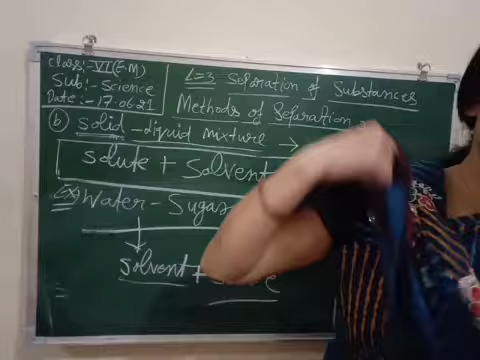 Class:- VI (E.M)
Sub:- Science
Date:- 17.06.21
L=3 Separation of Substances
Methods of Separation
(b) Solid - liquid mixture →
Solute + Solvent
(Ex) Water - Sugar
Solvent +